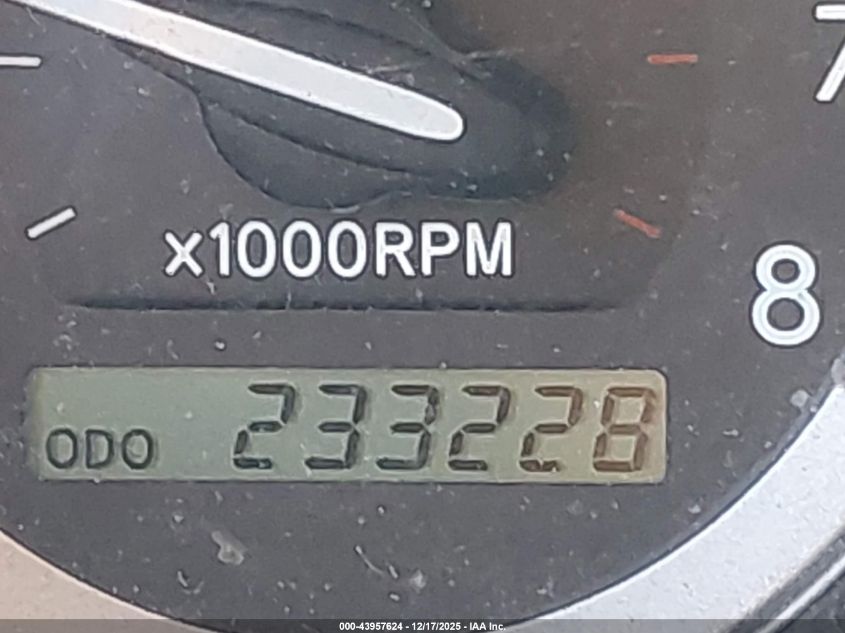 7
x1000RPM
8
ODO 233228
000-43957624 - 12/17/2025 - IAA Inc.